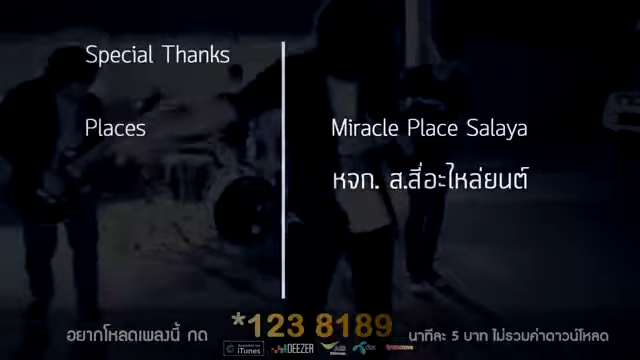 Special Thanks
Places
Miracle Place Salaya
หจก. ส.สี่อะไหล่ยนต์
อยากโหลดเพลงนี้ กด *123 8189 นาทีละ 5 บาท ไม่รวมค่าดาวน์โหลด
iTunes DEEZER